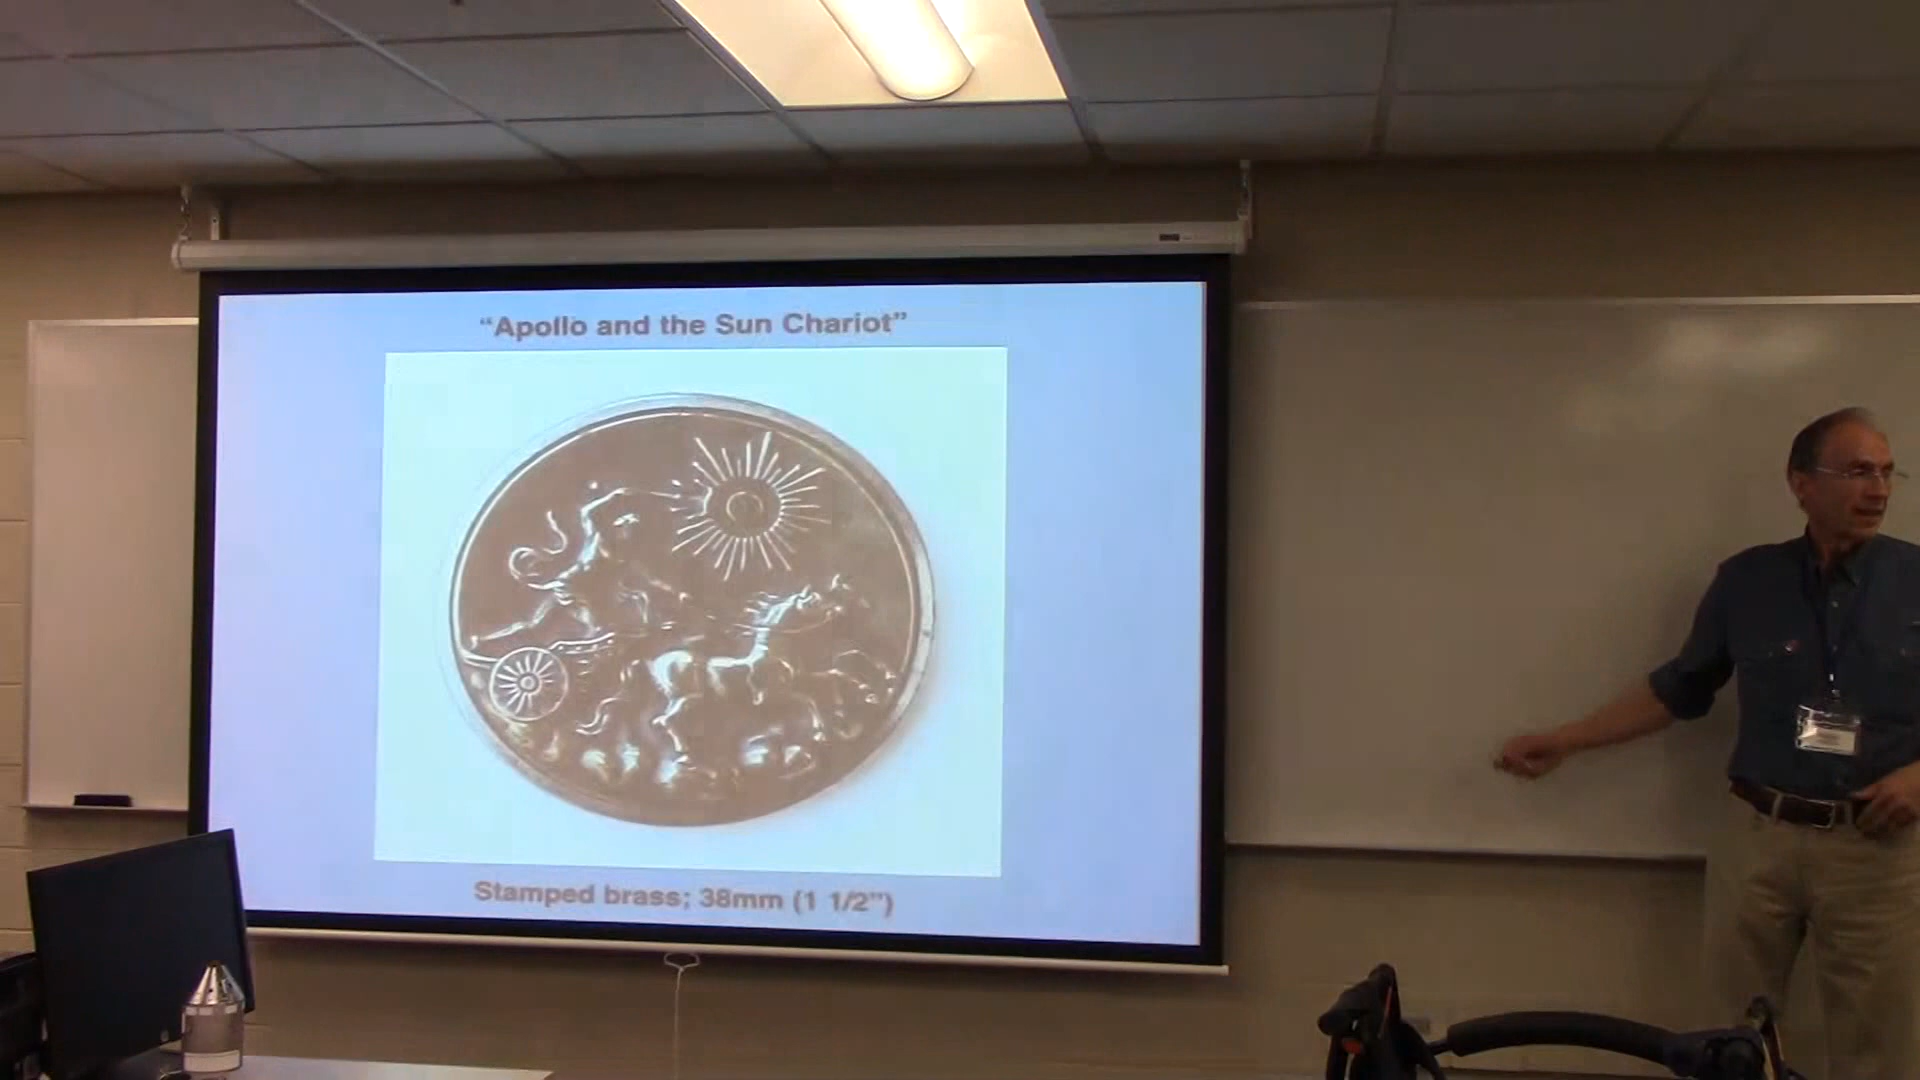 “Apollo and the Sun Chariot”
Stamped brass; 38mm (1 1/2”)